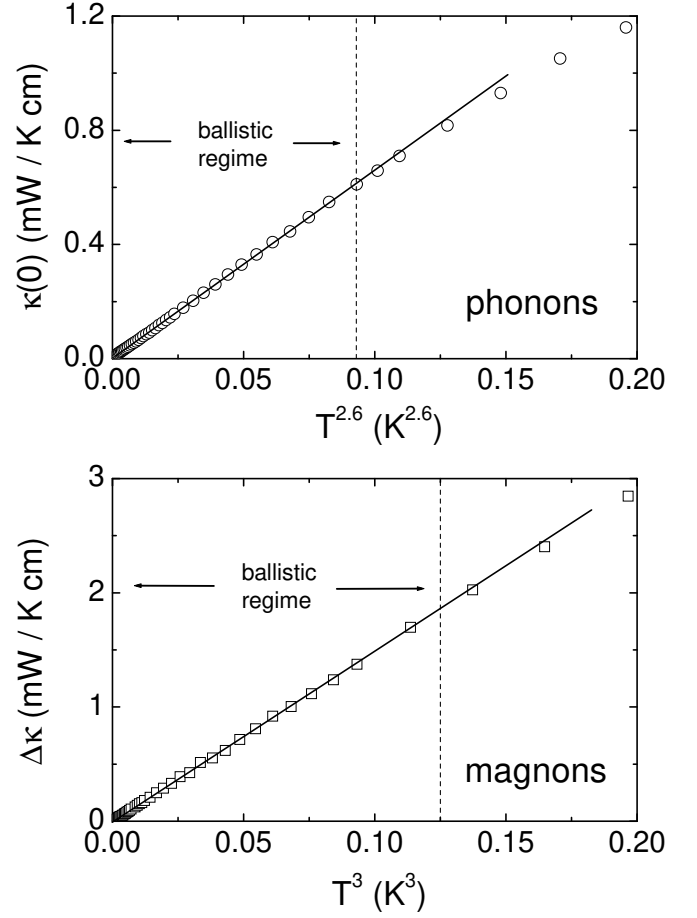 1.2
0.8
0.4
0.0
κ(0) (mW / K cm)
ballistic
regime
phonons
0.00 0.05 0.10 0.15 0.20
T^2.6 (K^2.6)
3
2
1
0
Δκ (mW / K cm)
ballistic
regime
magnons
0.00 0.05 0.10 0.15 0.20
T^3 (K^3)